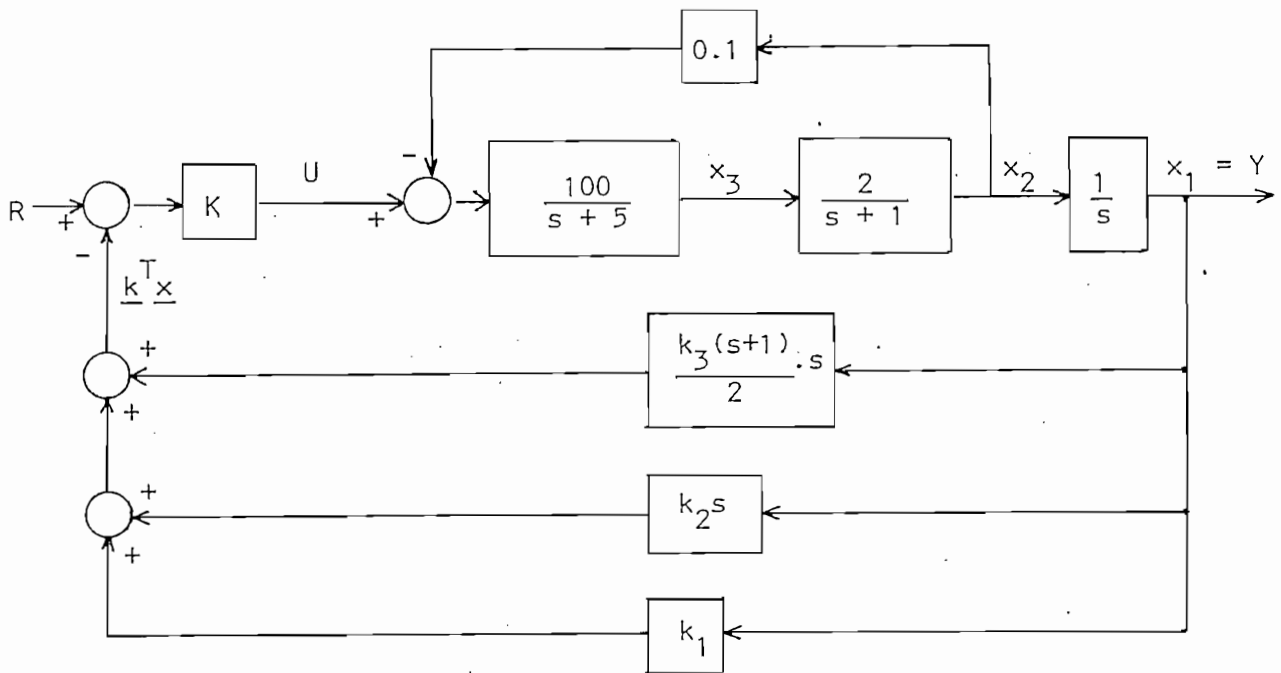 0.1
R
+
-
K
U
+
-
100
s + 5
x3
2
s + 1
x2
1
s
x1 = Y
k^T x
+
+
k3(s+1)
2
.s
+
+
k2s
k1